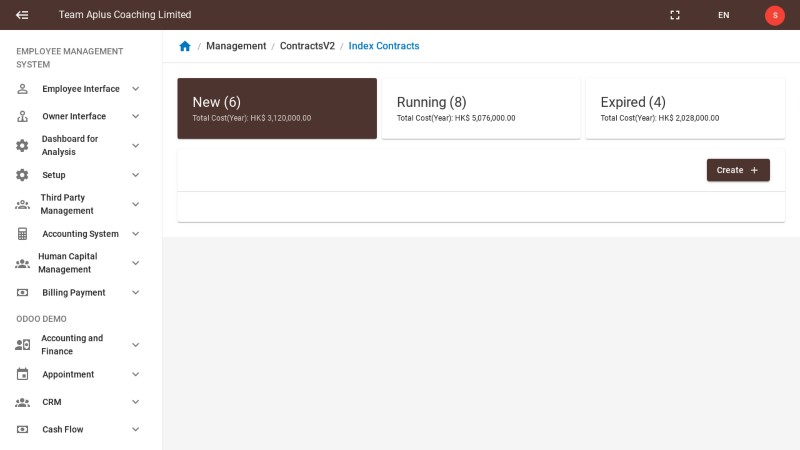 Team Aplus Coaching Limited
EN
S
EMPLOYEE MANAGEMENT
SYSTEM
Employee Interface
Owner Interface
Dashboard for
Analysis
Setup
Third Party
Management
Accounting System
Human Capital
Management
Billing Payment
ODOO DEMO
Accounting and
Finance
Appointment
CRM
Cash Flow
/ Management / ContractsV2 / Index Contracts
New (6)
Total Cost(Year): HK$ 3,120,000.00
Running (8)
Total Cost(Year): HK$ 5,076,000.00
Expired (4)
Total Cost(Year): HK$ 2,028,000.00
Create +